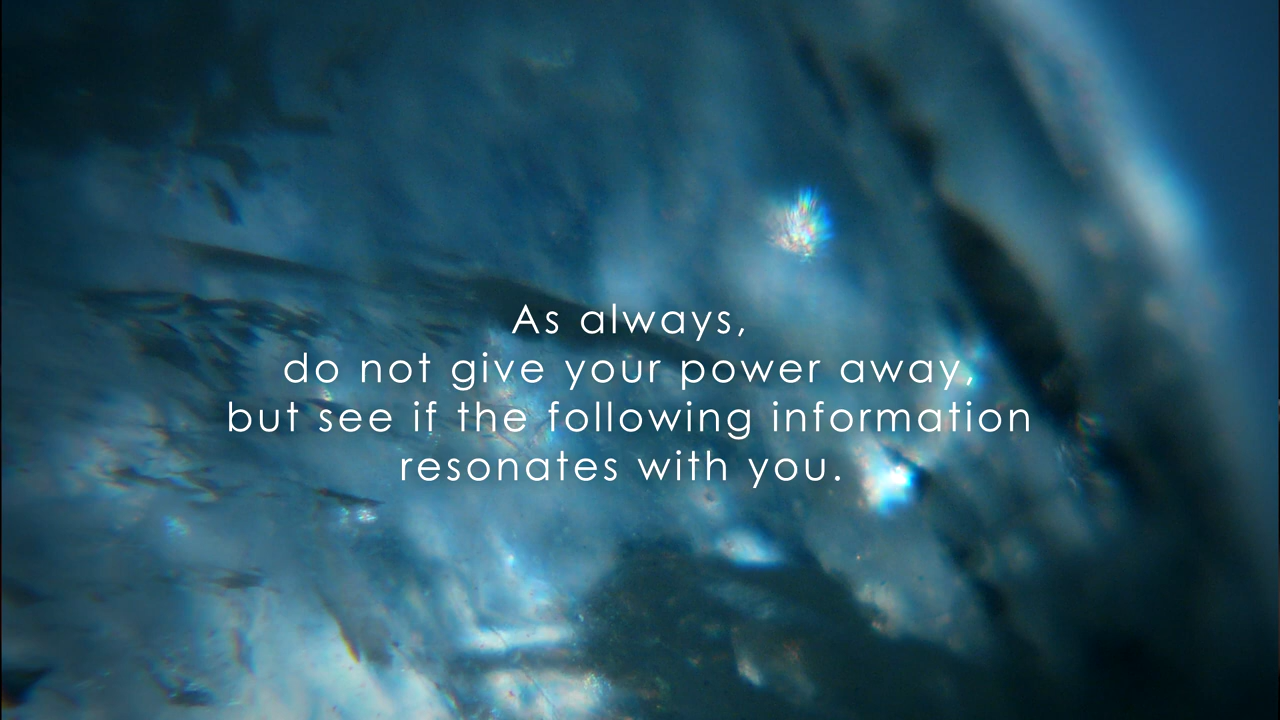 As always,
do not give your power away,
but see if the following information
resonates with you.